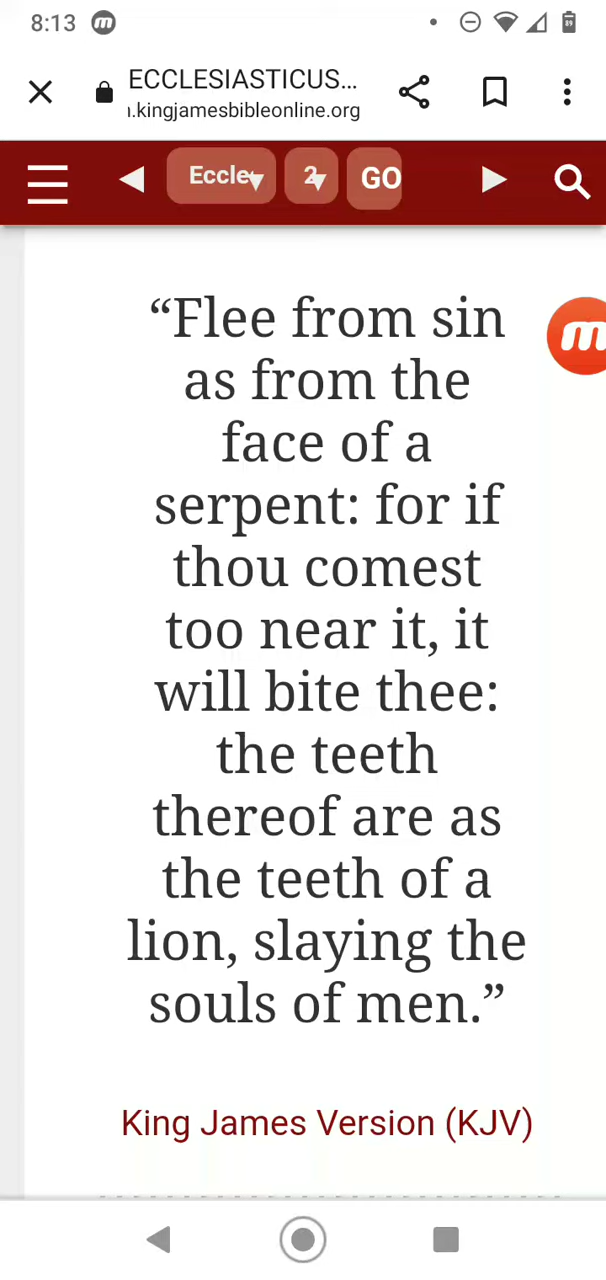 8:13
ECCLESIASTICUS...
kingjamesbibleonline.org
Eccle
2
GO
“Flee from sin
as from the
face of a
serpent: for if
thou comest
too near it, it
will bite thee:
the teeth
thereof are as
the teeth of a
lion, slaying the
souls of men.”
King James Version (KJV)